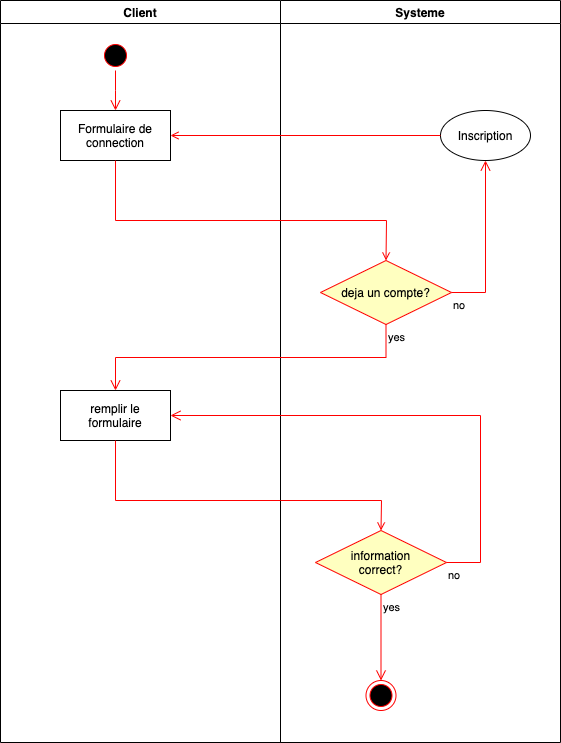 Client
Systeme
Formulaire de
connection
Inscription
deja un compte?
no
yes
remplir le
formulaire
information
correct?
no
yes